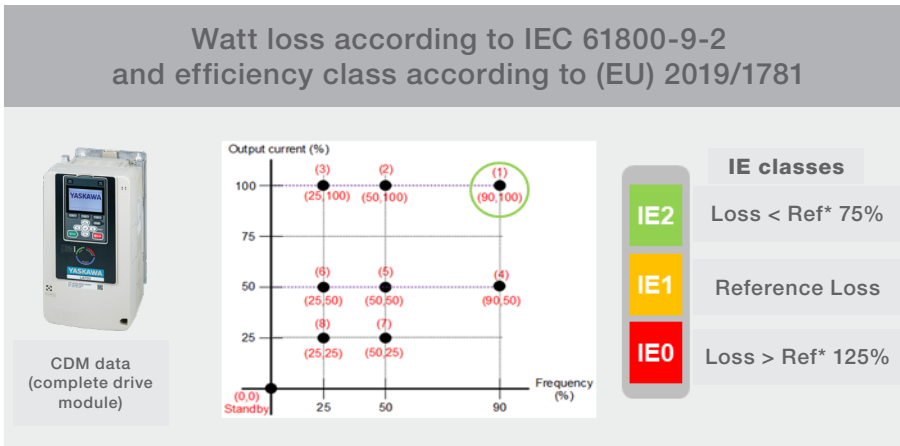 Watt loss according to IEC 61800-9-2
and efficiency class according to (EU) 2019/1781
YASKAWA
YASKAWA
CDM data
(complete drive
module)
Output current (%)
100
75
50
25
(3)
(25,100)
(2)
(50,100)
(1)
(90,100)
(6)
(25,50)
(5)
(50,50)
(4)
(90,50)
(8)
(25,25)
(7)
(50,25)
(0,0)
Standby
25
50
90
Frequency
(%)
IE classes
IE2
Loss < Ref* 75%
IE1
Reference Loss
IE0
Loss > Ref* 125%